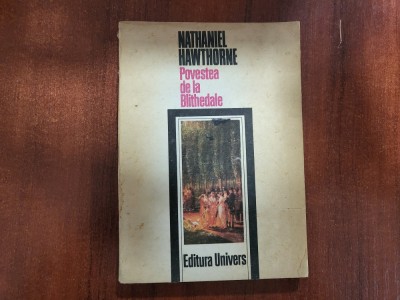 NATHANIEL
HAWTHORNE
Povestea
de la
Blithedale
Editura Univers